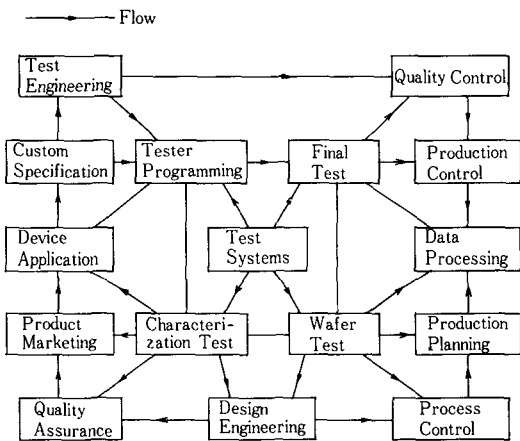 Flow
Test
Engineering
Quality Control
Custom
Specification
Tester
Programming
Final
Test
Production
Control
Device
Application
Test
Systems
Data
Processing
Product
Marketing
Characteri-
zation Test
Wafer
Test
Production
Planning
Quality
Assurance
Design
Engineering
Process
Control